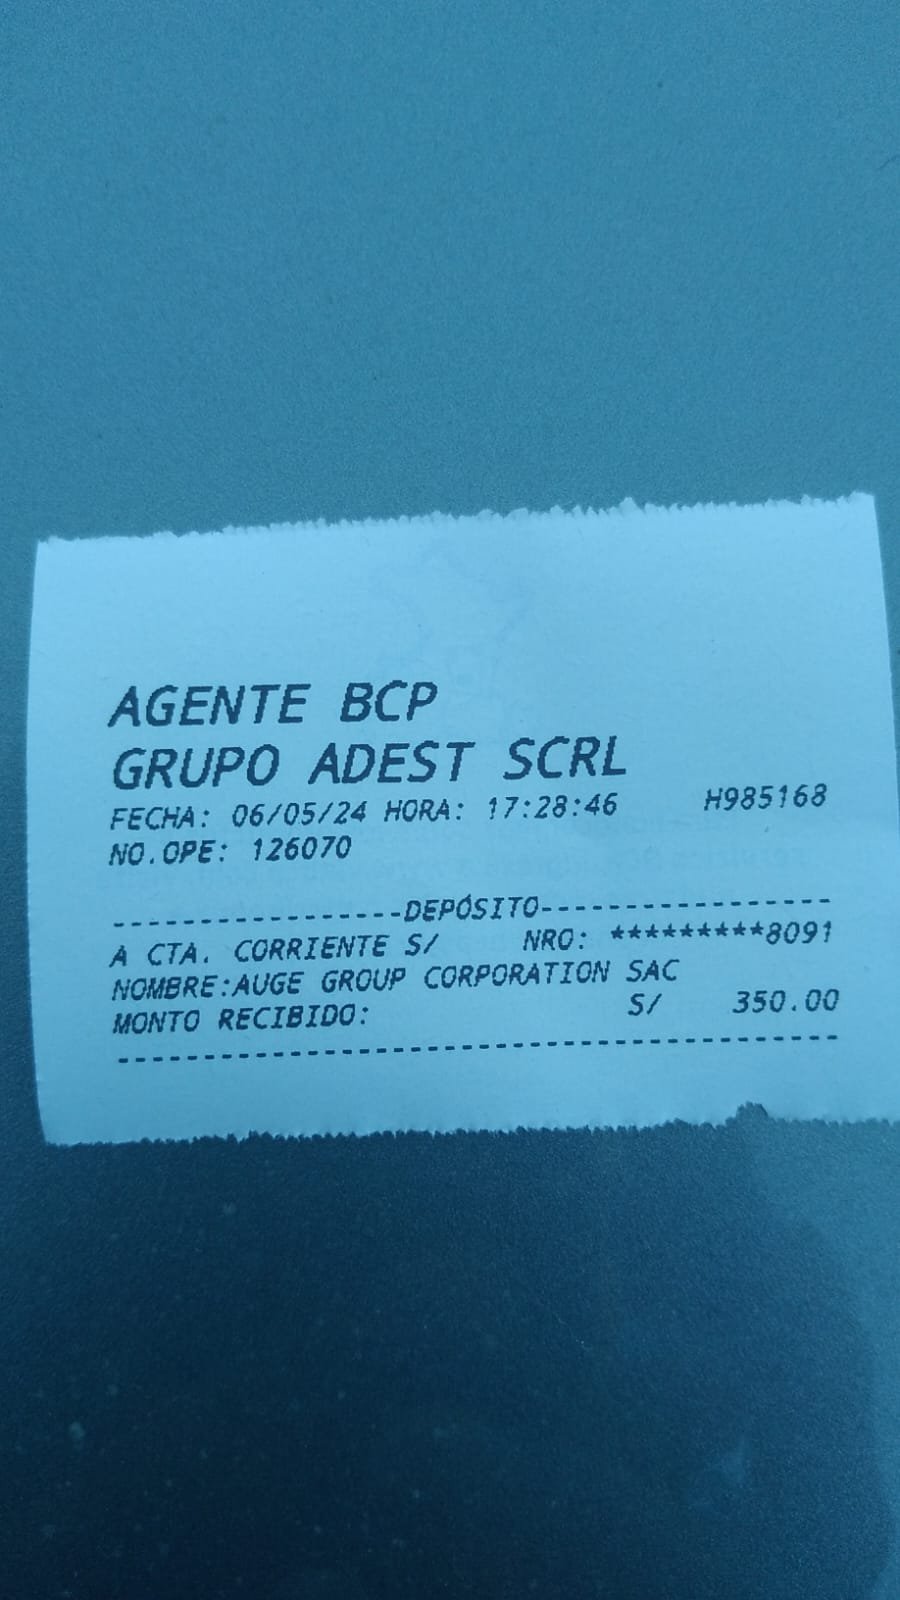 AGENTE BCP
GRUPO ADEST SCRL
FECHA: 06/05/24 HORA: 17:28:46 H985168
NO.OPE: 126070
-----------------DEPÓSITO-----------------
A CTA. CORRIENTE S/ NRO: *********8091
NOMBRE:AUGE GROUP CORPORATION SAC
MONTO RECIBIDO: S/ 350.00
------------------------------------------